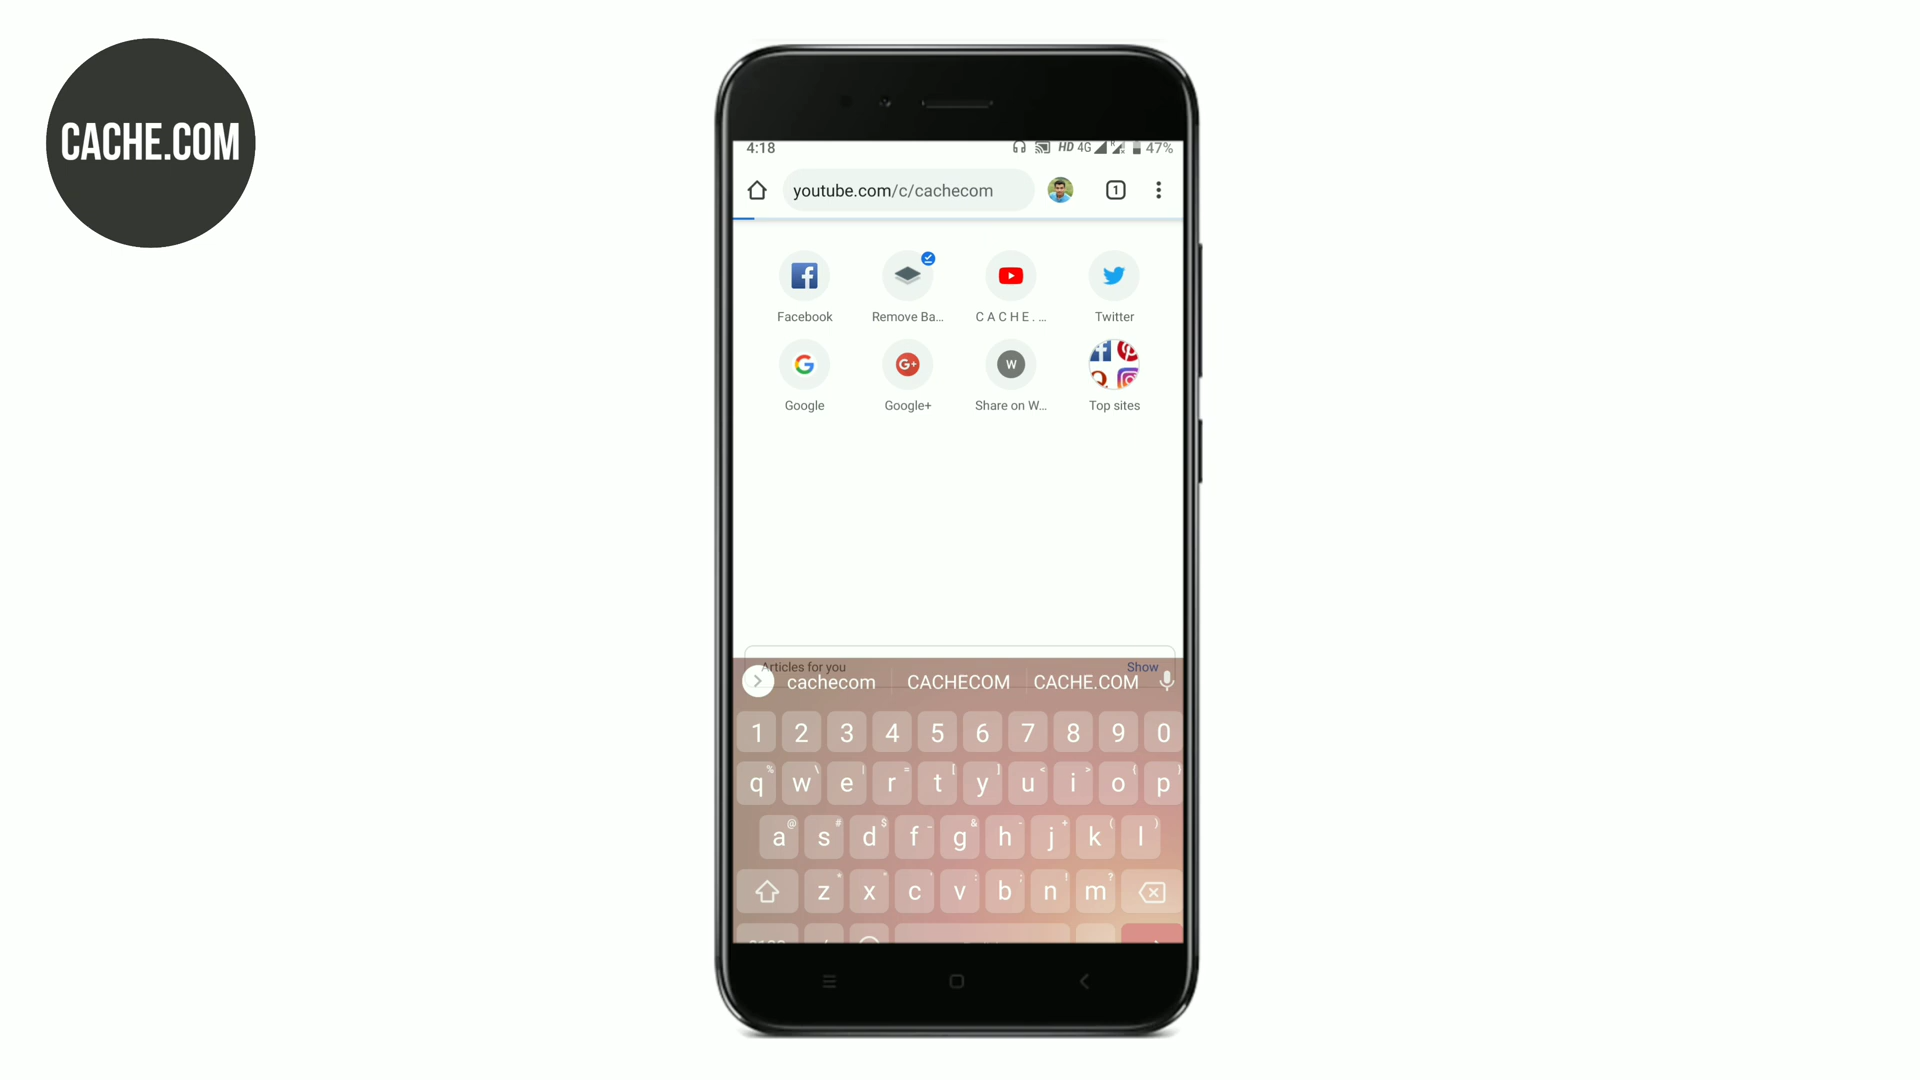 CACHE.COM
4:18 HD 4G R 47%
youtube.com/c/cachecom 1
Facebook Remove Ba... C A C H E . ... Twitter
W
Google Google+ Share on W... Top sites
Articles for you Show
cachecom CACHECOM CACHE.COM
1 2 3 4 5 6 7 8 9 0
% \ | = [ ] < > { }
q w e r t y u i o p
@ # $ _ & - + ( )
a s d f g h j k l
* " ' : ; ! ?
z x c v b n m